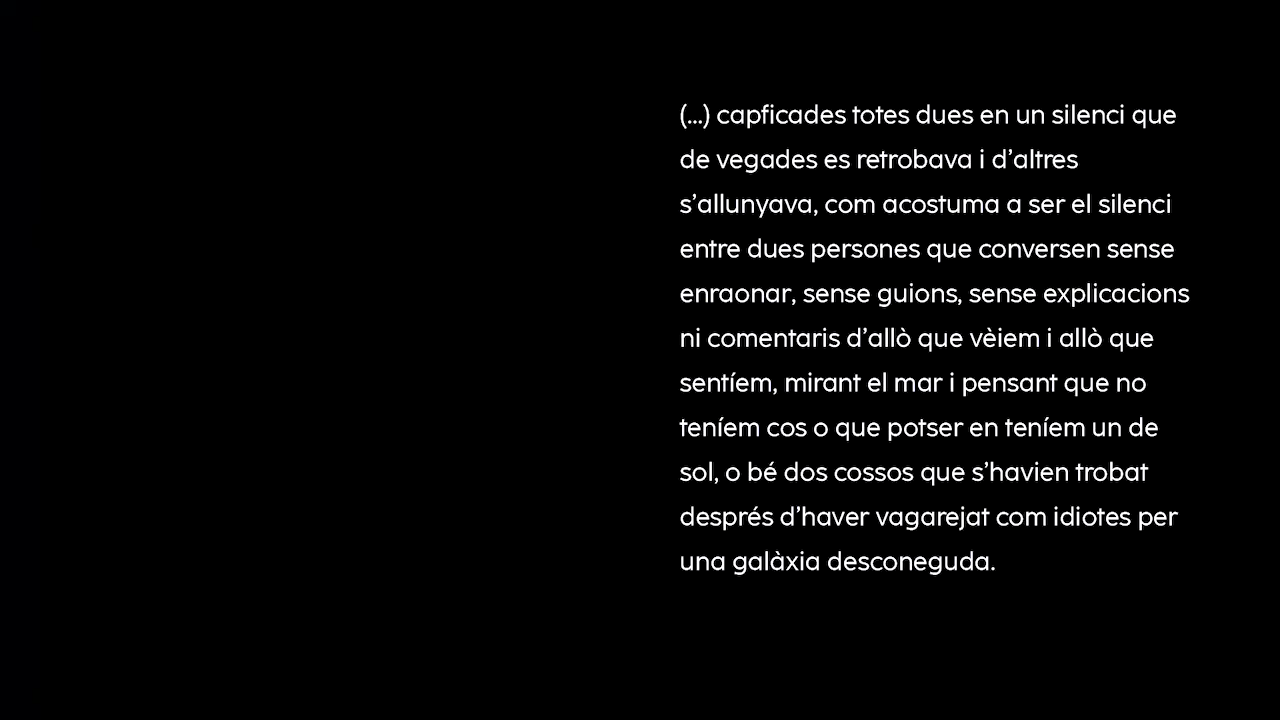 (...) capficades totes dues en un silenci que
de vegades es retrobava i d’altres
s’allunyava, com acostuma a ser el silenci
entre dues persones que conversen sense
enraonar, sense guions, sense explicacions
ni comentaris d’allò que vèiem i allò que
sentíem, mirant el mar i pensant que no
teníem cos o que potser en teníem un de
sol, o bé dos cossos que s’havien trobat
després d’haver vagarejat com idiotes per
una galàxia desconeguda.